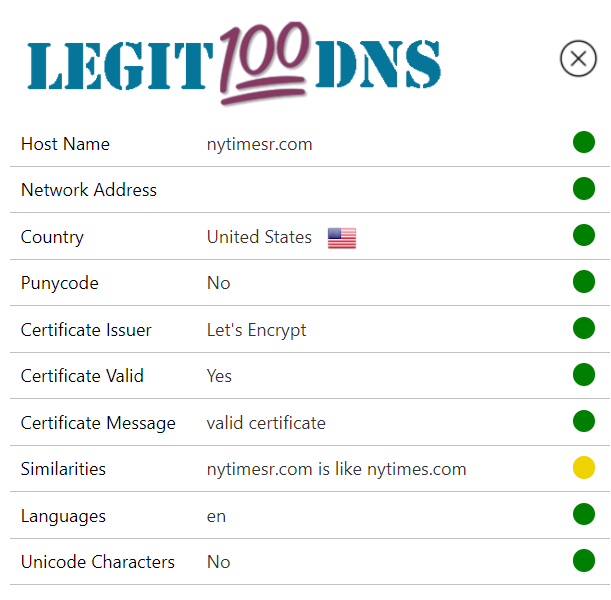 LEGIT100DNS
Host Name nytimesr.com
Network Address
Country United States
Punycode No
Certificate Issuer Let's Encrypt
Certificate Valid Yes
Certificate Message valid certificate
Similarities nytimesr.com is like nytimes.com
Languages en
Unicode Characters No